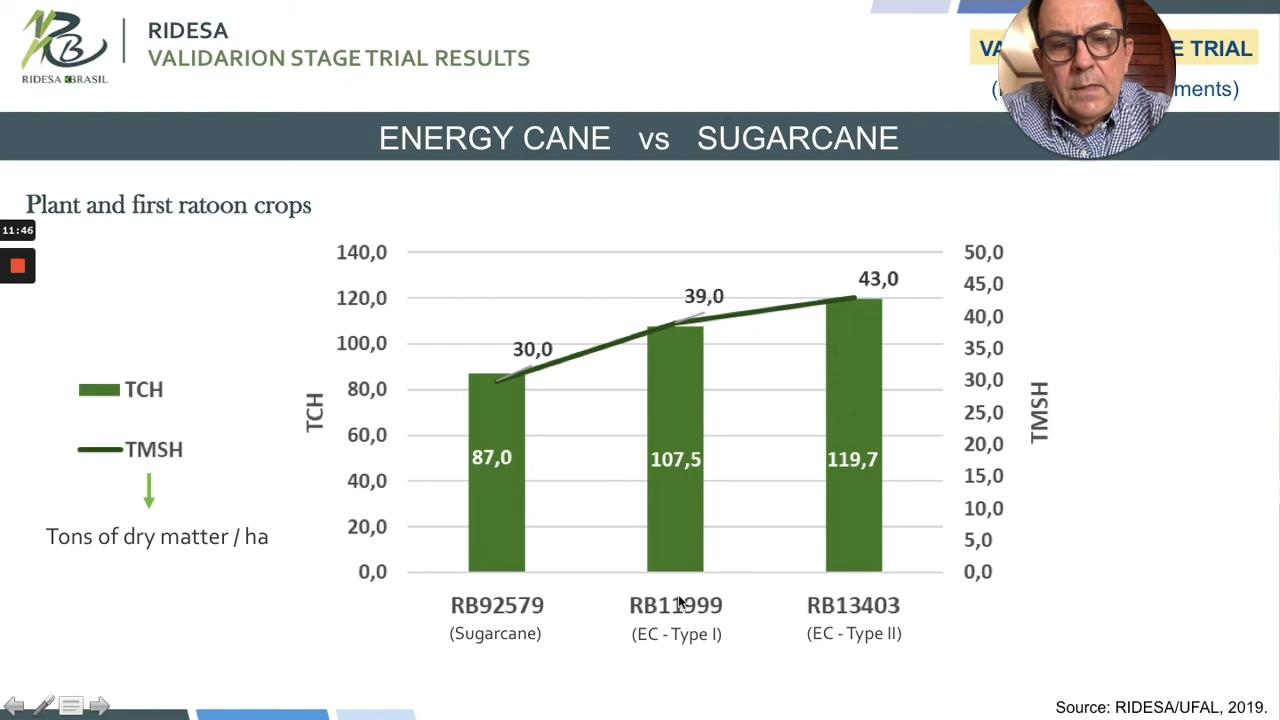 RIDESA BRASIL
RIDESA
VALIDARION STAGE TRIAL RESULTS
TRIAL
ENERGY CANE vs SUGARCANE
Plant and first ratoon crops
11:46
TCH
TMSH
Tons of dry matter / ha
TCH
140,0
120,0
100,0
80,0
60,0
40,0
20,0
0,0
30,0
39,0
43,0
87,0
107,5
119,7
50,0
45,0
40,0
35,0
30,0
25,0
20,0
15,0
10,0
5,0
0,0
TMSH
RB92579
(Sugarcane)
RB11999
(EC - Type I)
RB13403
(EC - Type II)
Source: RIDESA/UFAL, 2019.